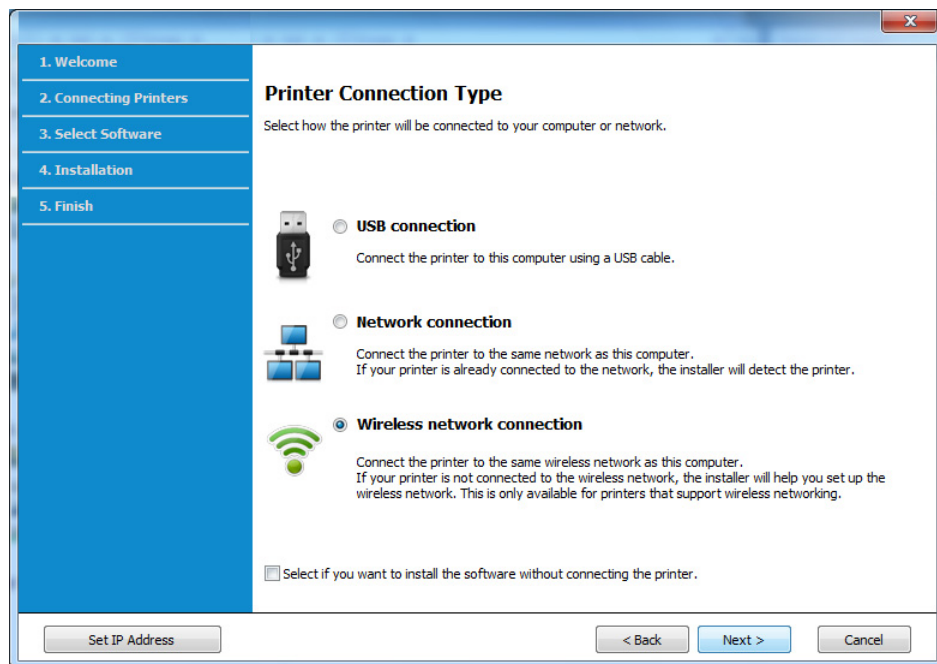 X
1. Welcome
2. Connecting Printers
3. Select Software
4. Installation
5. Finish
Printer Connection Type
Select how the printer will be connected to your computer or network.
USB connection
Connect the printer to this computer using a USB cable.
Network connection
Connect the printer to the same network as this computer.
If your printer is already connected to the network, the installer will detect the printer.
Wireless network connection
Connect the printer to the same wireless network as this computer.
If your printer is not connected to the wireless network, the installer will help you set up the
wireless network. This is only available for printers that support wireless networking.
Select if you want to install the software without connecting the printer.
Set IP Address
< Back
Next >
Cancel